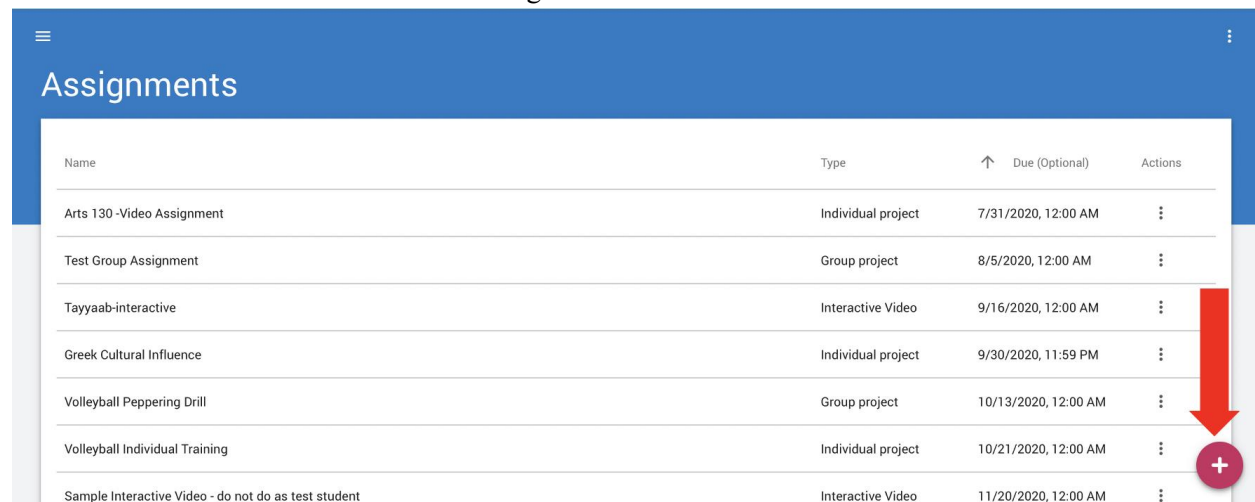 Assignments
Name Type Due (Optional) Actions
Arts 130 -Video Assignment Individual project 7/31/2020, 12:00 AM
Test Group Assignment Group project 8/5/2020, 12:00 AM
Tayyaab-interactive Interactive Video 9/16/2020, 12:00 AM
Greek Cultural Influence Individual project 9/30/2020, 11:59 PM
Volleyball Peppering Drill Group project 10/13/2020, 12:00 AM
Volleyball Individual Training Individual project 10/21/2020, 12:00 AM
Sample Interactive Video - do not do as test student Interactive Video 11/20/2020, 12:00 AM